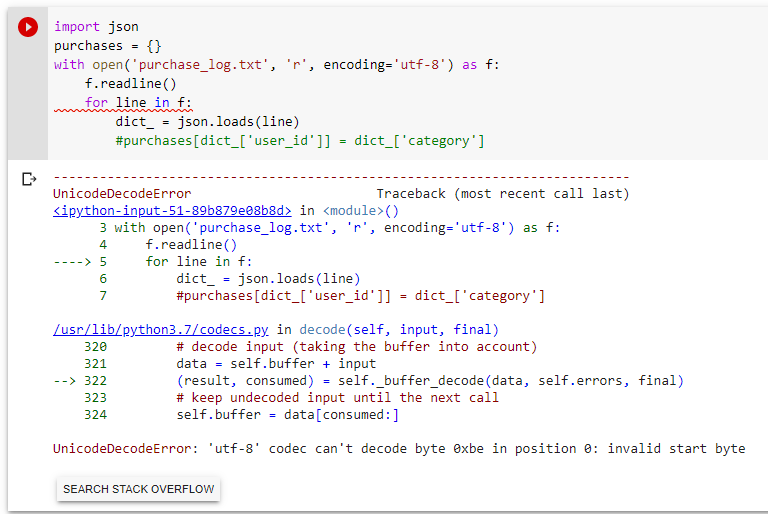 import json
purchases = {}
with open('purchase_log.txt', 'r', encoding='utf-8') as f:
    f.readline()
    for line in f:
        dict_ = json.loads(line)
        #purchases[dict_['user_id']] = dict_['category']
---------------------------------------------------------------------------
UnicodeDecodeError                        Traceback (most recent call last)
<ipython-input-51-89b879e08b8d> in <module>()
      3 with open('purchase_log.txt', 'r', encoding='utf-8') as f:
      4     f.readline()
----> 5     for line in f:
      6         dict_ = json.loads(line)
      7         #purchases[dict_['user_id']] = dict_['category']
/usr/lib/python3.7/codecs.py in decode(self, input, final)
    320         # decode input (taking the buffer into account)
    321         data = self.buffer + input
--> 322         (result, consumed) = self._buffer_decode(data, self.errors, final)
    323         # keep undecoded input until the next call
    324         self.buffer = data[consumed:]
UnicodeDecodeError: 'utf-8' codec can't decode byte 0xbe in position 0: invalid start byte
SEARCH STACK OVERFLOW